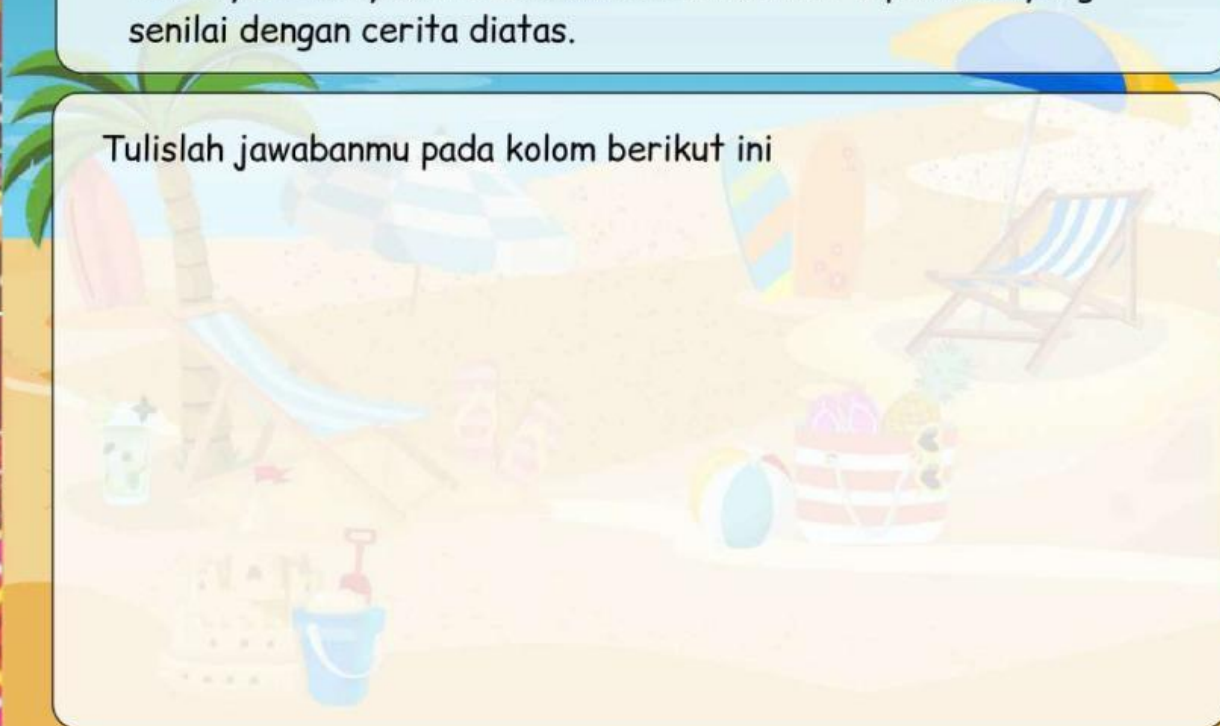 senilai dengan cerita diatas.
Tulislah jawabanmu pada kolom berikut ini